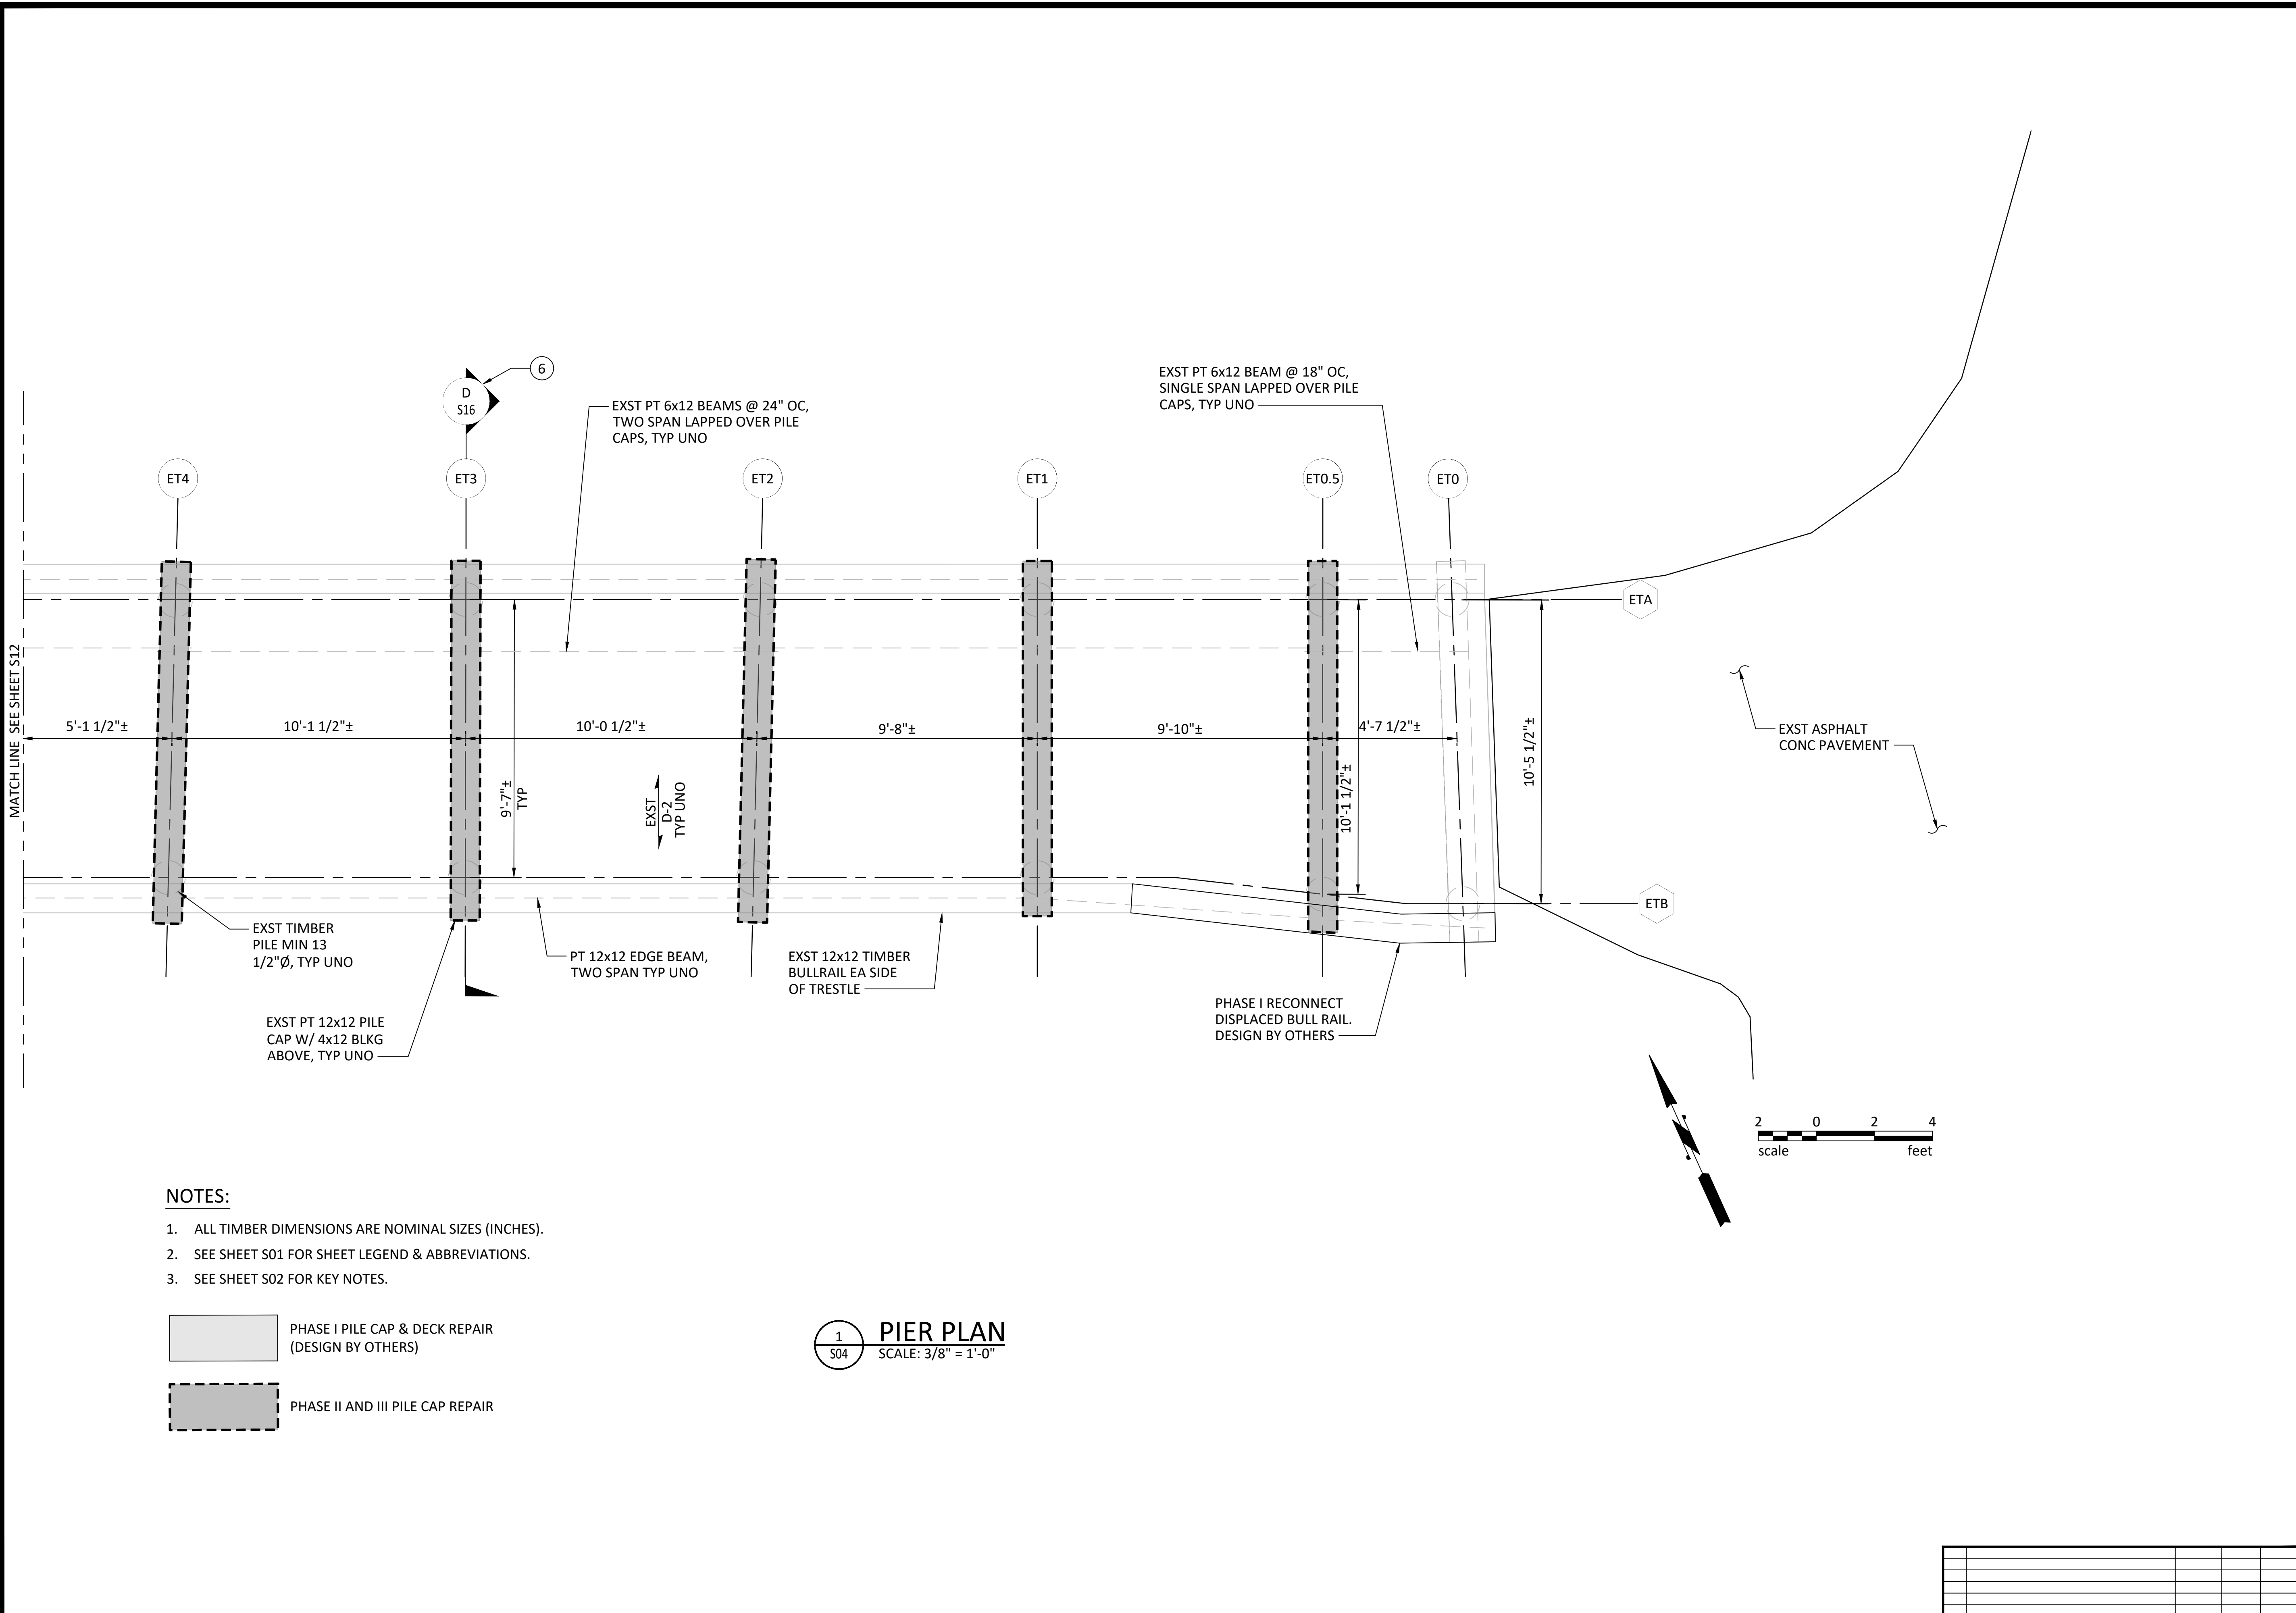 6
D
S16
EXST PT 6x12 BEAMS @ 24" OC,
TWO SPAN LAPPED OVER PILE
CAPS, TYP UNO
EXST PT 6x12 BEAM @ 18" OC,
SINGLE SPAN LAPPED OVER PILE
CAPS, TYP UNO
ET4
ET3
ET2
ET1
ET0.5
ET0
ETA
MATCH LINE SEE SHEET S12
5'-1 1/2"±
10'-1 1/2"±
10'-0 1/2"±
9'-8"±
9'-10"±
4'-7 1/2"±
9'-7"±
TYP
EXST
D-2
TYP UNO
10'-1 1/2"±
10'-5 1/2"±
EXST ASPHALT
CONC PAVEMENT
ETB
EXST TIMBER
PILE MIN 13
1/2"Ø, TYP UNO
PT 12x12 EDGE BEAM,
TWO SPAN TYP UNO
EXST 12x12 TIMBER
BULLRAIL EA SIDE
OF TRESTLE
EXST PT 12x12 PILE
CAP W/ 4x12 BLKG
ABOVE, TYP UNO
PHASE I RECONNECT
DISPLACED BULL RAIL.
DESIGN BY OTHERS
2 0 2 4
scale feet
NOTES:
1. ALL TIMBER DIMENSIONS ARE NOMINAL SIZES (INCHES).
2. SEE SHEET S01 FOR SHEET LEGEND & ABBREVIATIONS.
3. SEE SHEET S02 FOR KEY NOTES.
PHASE I PILE CAP & DECK REPAIR
(DESIGN BY OTHERS)
PHASE II AND III PILE CAP REPAIR
1
S04
PIER PLAN
SCALE: 3/8" = 1'-0"